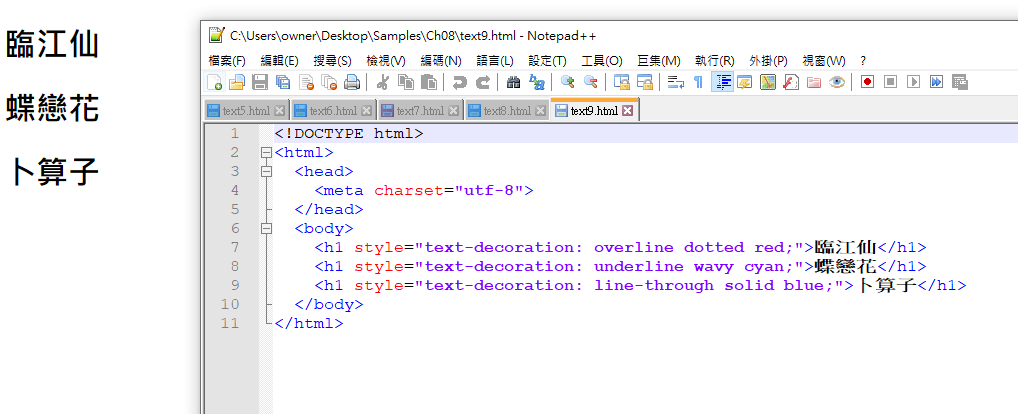 臨江仙
蝶戀花
卜算子
C:\Users\owner\Desktop\Samples\Ch08\text9.html - Notepad++
檔案(F) 編輯(E) 搜尋(S) 檢視(V) 編碼(N) 語言(L) 設定(T) 工具(O) 巨集(M) 執行(R) 外掛(P) 視窗(W) ?
text5.html text6.html text7.html text8.html text9.html
1 <!DOCTYPE html>
2 <html>
3 <head>
4 <meta charset="utf-8">
5 </head>
6 <body>
7 <h1 style="text-decoration: overline dotted red;">臨江仙</h1>
8 <h1 style="text-decoration: underline wavy cyan;">蝶戀花</h1>
9 <h1 style="text-decoration: line-through solid blue;">卜算子</h1>
10 </body>
11 </html>